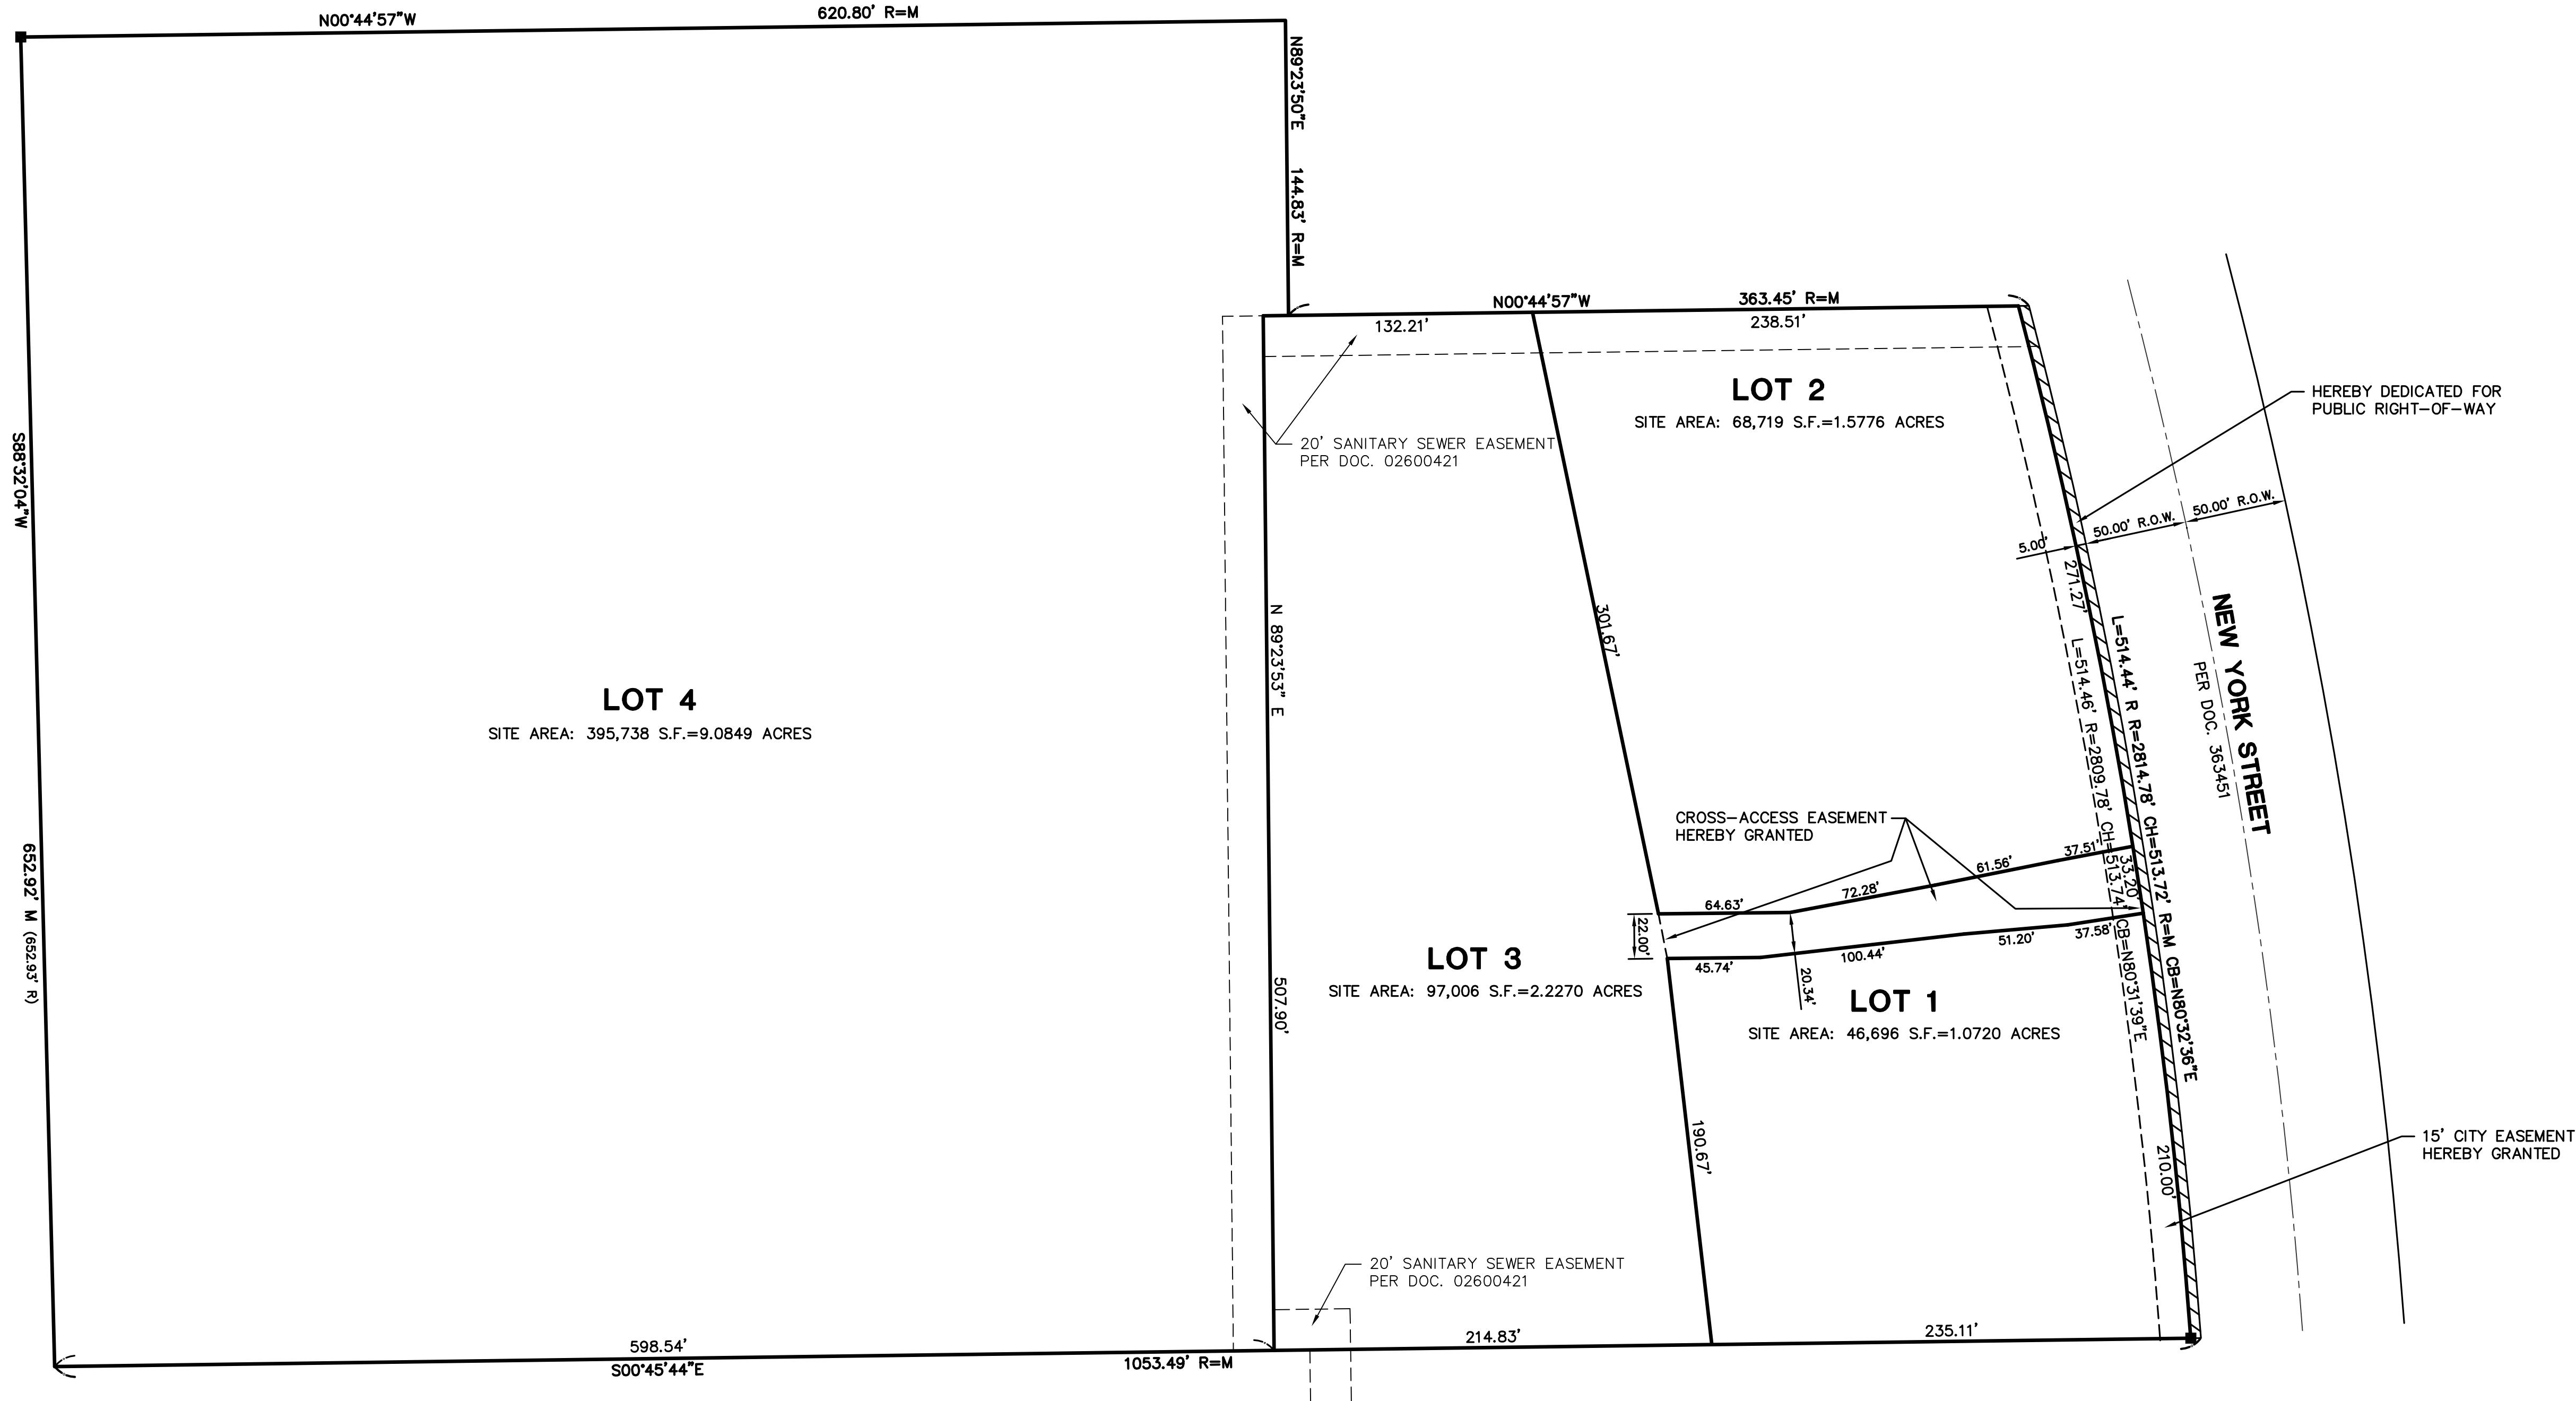 N00°44'57"W
620.80' R=M
N89°23'50"E
144.83' R=M
N00°44'57"W
363.45' R=M
132.21'
238.51'
LOT 2
SITE AREA: 68,719 S.F.=1.5776 ACRES
HEREBY DEDICATED FOR
PUBLIC RIGHT-OF-WAY
20' SANITARY SEWER EASEMENT
PER DOC. 02600421
S88°32'04"W
652.92' M (652.93' R)
5.00'
50.00' R.O.W.
50.00' R.O.W.
271.27'
NEW YORK STREET
PER DOC. 363451
L=514.44' R R=2814.78' CH=513.72' R=M CB=N80°32'36"E
L=514.46' R=2809.78' CH=513.74' CB=N80°31'39"E
N 89°23'53" E
507.90'
301.67'
LOT 4
SITE AREA: 395,738 S.F.=9.0849 ACRES
CROSS-ACCESS EASEMENT
HEREBY GRANTED
64.63'
72.28'
61.56'
37.51'
33.20'
22.00'
45.74'
100.44'
51.20'
37.58'
20.34'
LOT 3
SITE AREA: 97,006 S.F.=2.2270 ACRES
LOT 1
SITE AREA: 46,696 S.F.=1.0720 ACRES
190.67'
210.00'
15' CITY EASEMENT
HEREBY GRANTED
20' SANITARY SEWER EASEMENT
PER DOC. 02600421
598.54'
214.83'
235.11'
S00°45'44"E
1053.49' R=M